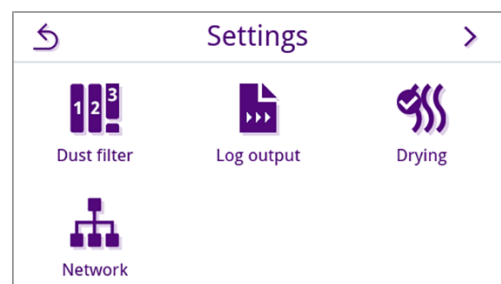 Settings
1 2 3
Dust filter
Log output
Drying
Network